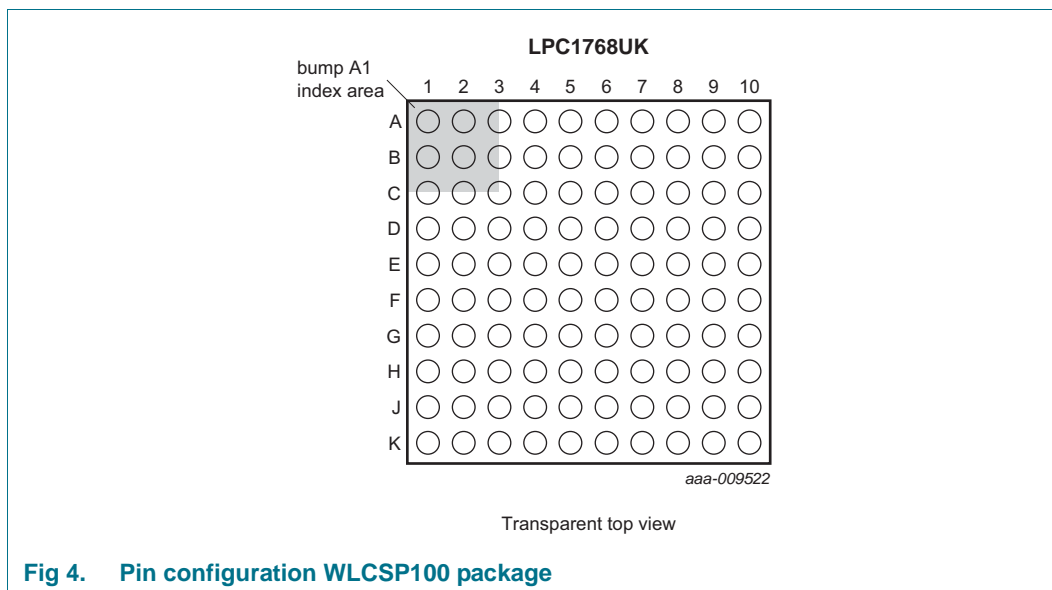 LPC1768UK
bump A1
index area
1 2 3 4 5 6 7 8 9 10
A
B
C
D
E
F
G
H
J
K
aaa-009522
Transparent top view
Fig 4. Pin configuration WLCSP100 package